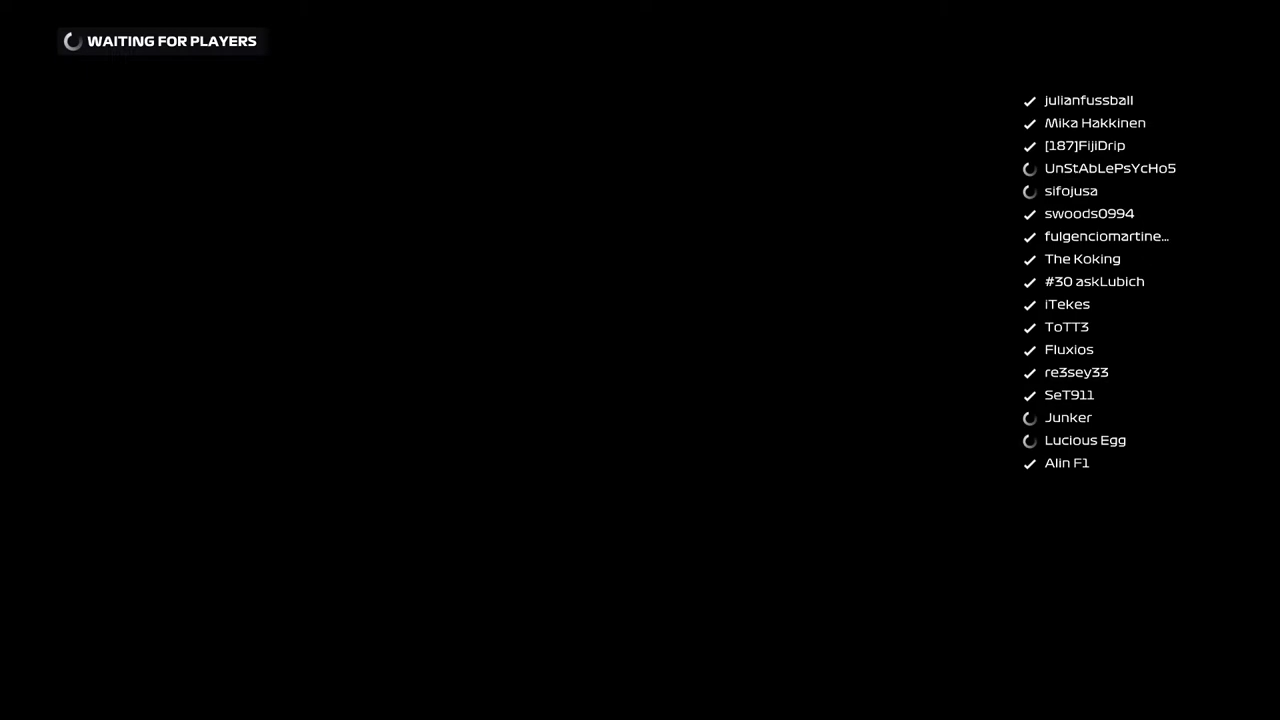 WAITING FOR PLAYERS
julianfussball
Mika Hakkinen
[187]FijiDrip
UnStAbLePsYcHo5
sifojusa
swoods0994
fulgenciomartine...
The Koking
#30 askLubich
iTekes
ToTT3
Fluxios
re3sey33
SeT911
Junker
Lucious Egg
Alin F1